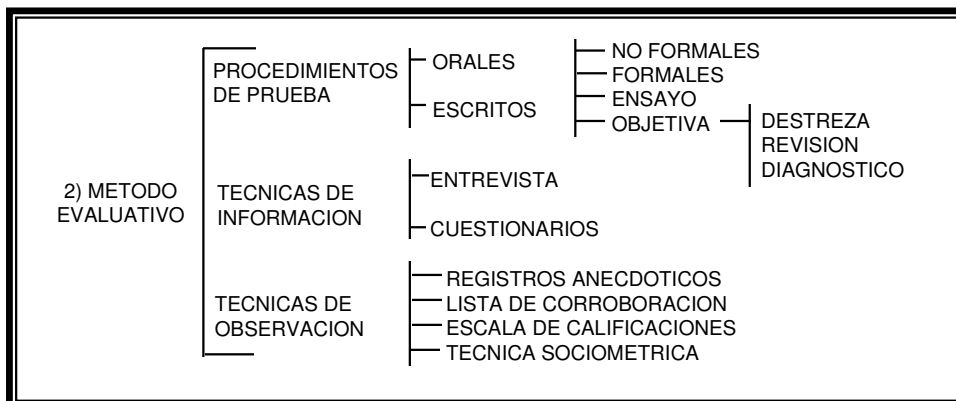 2) METODO
EVALUATIVO
PROCEDIMIENTOS
DE PRUEBA
ORALES
ESCRITOS
NO FORMALES
FORMALES
ENSAYO
OBJETIVA
DESTREZA
REVISION
DIAGNOSTICO
TECNICAS DE
INFORMACION
ENTREVISTA
CUESTIONARIOS
TECNICAS DE
OBSERVACION
REGISTROS ANECDOTICOS
LISTA DE CORROBORACION
ESCALA DE CALIFICACIONES
TECNICA SOCIOMETRICA